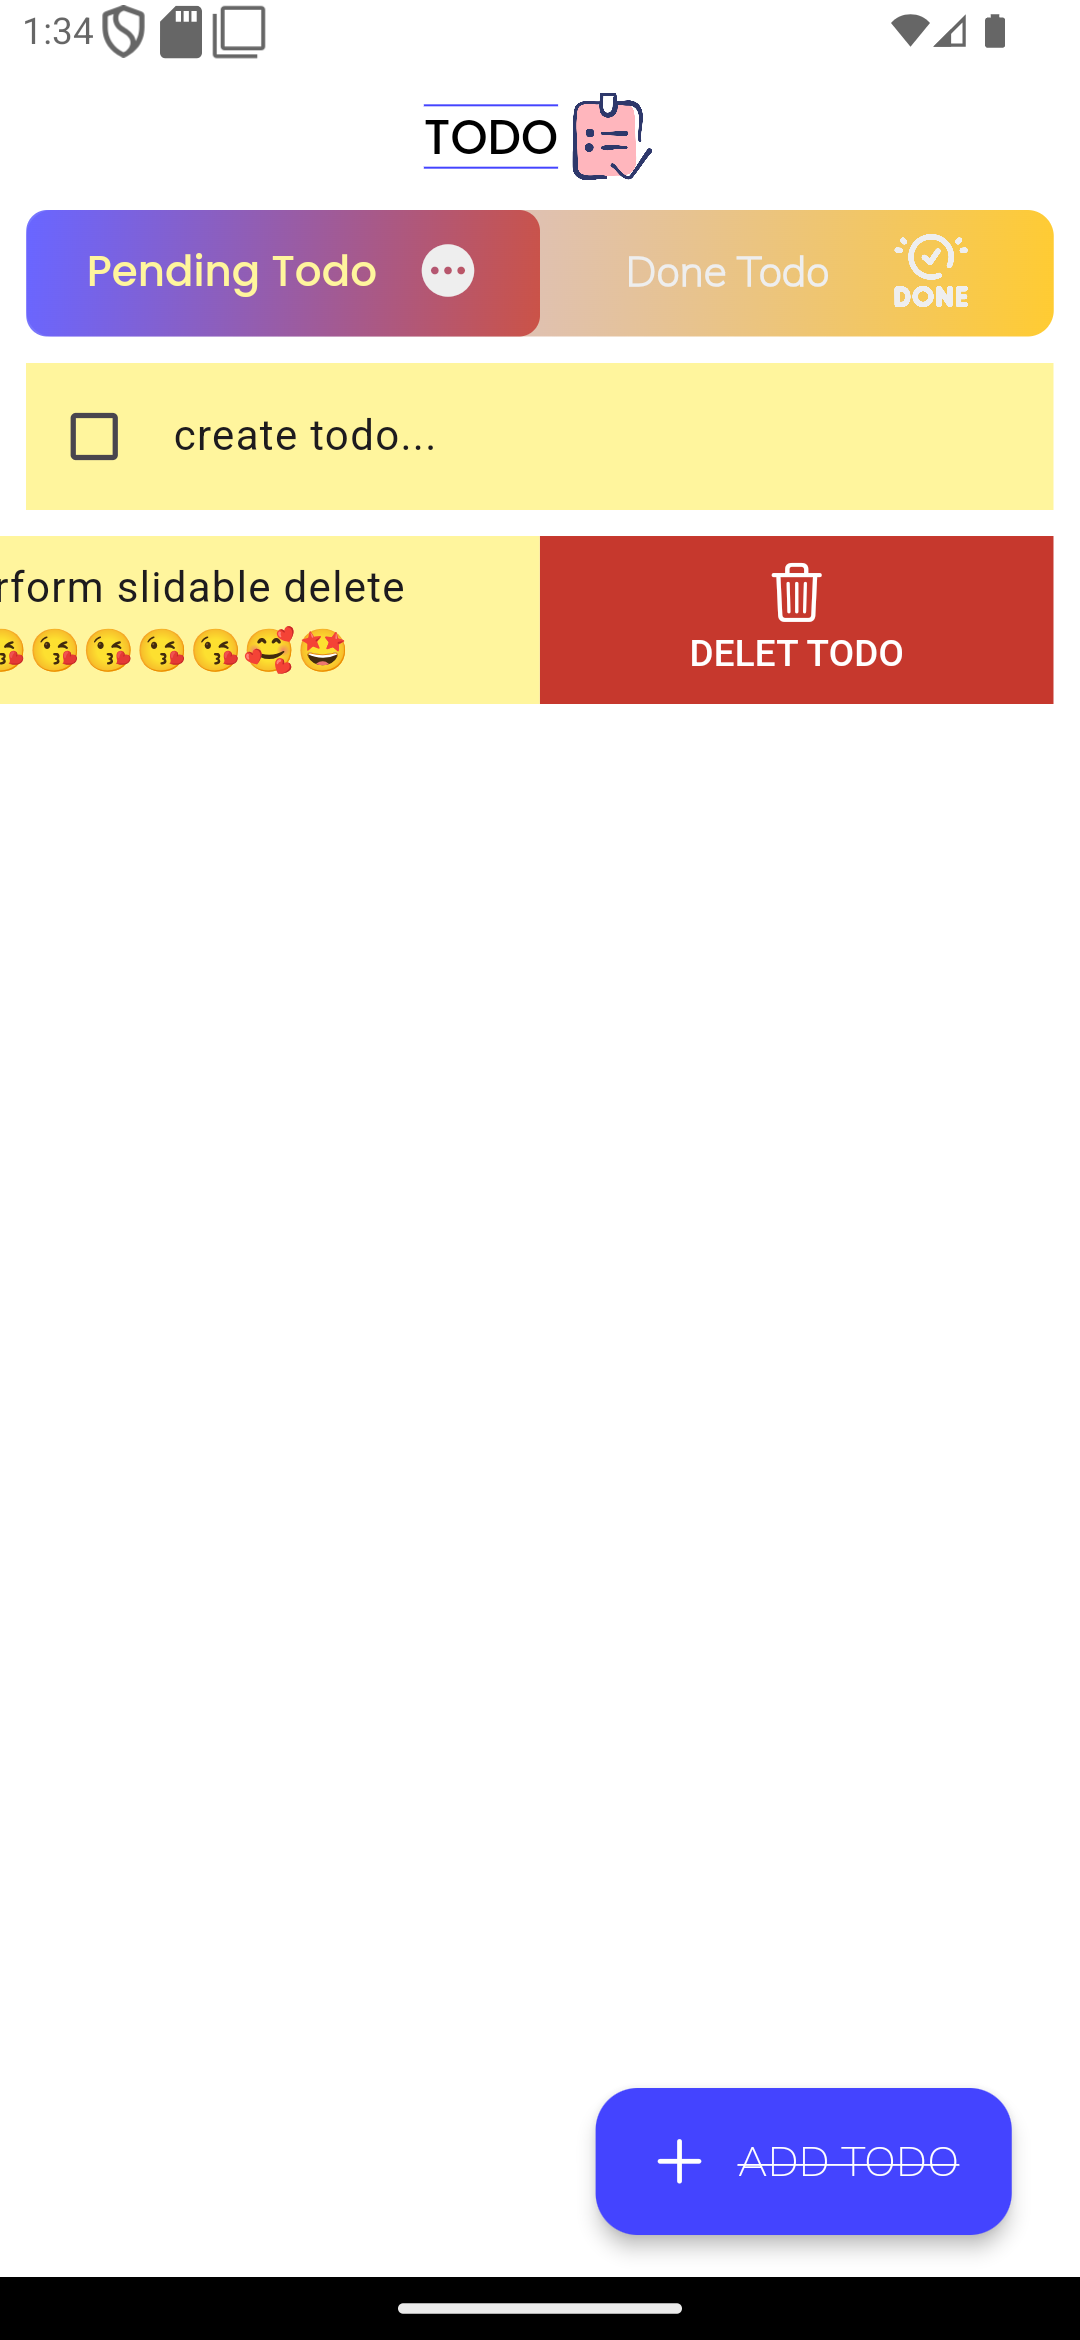 1:34
TODO
Pending Todo
Done Todo
DONE
create todo...
rform slidable delete
😘😘😘😘😘🥰🤩
DELET TODO
ADD TODO